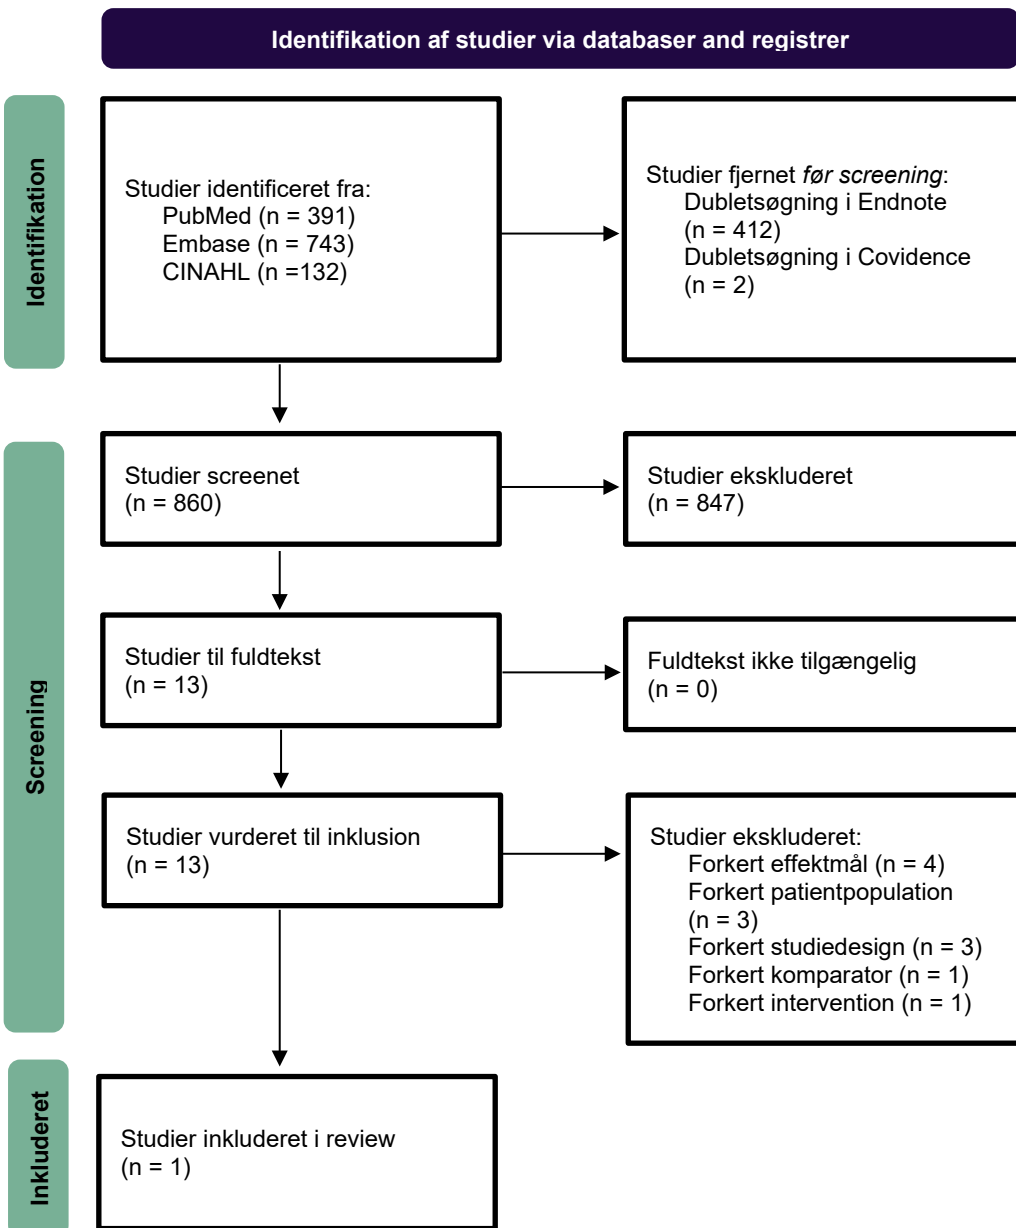 Identifikation af studier via databaser and registrer
Identifikation
Studier identificeret fra:
PubMed (n = 391)
Embase (n = 743)
CINAHL (n =132)
Studier fjernet før screening:
Dubletsøgning i Endnote
(n = 412)
Dubletsøgning i Covidence
(n = 2)
Screening
Studier screenet
(n = 860)
Studier ekskluderet
(n = 847)
Studier til fuldtekst
(n = 13)
Fuldtekst ikke tilgængelig
(n = 0)
Studier vurderet til inklusion
(n = 13)
Studier ekskluderet:
Forkert effektmål (n = 4)
Forkert patientpopulation
(n = 3)
Forkert studiedesign (n = 3)
Forkert komparator (n = 1)
Forkert intervention (n = 1)
Inkluderet
Studier inkluderet i review
(n = 1)